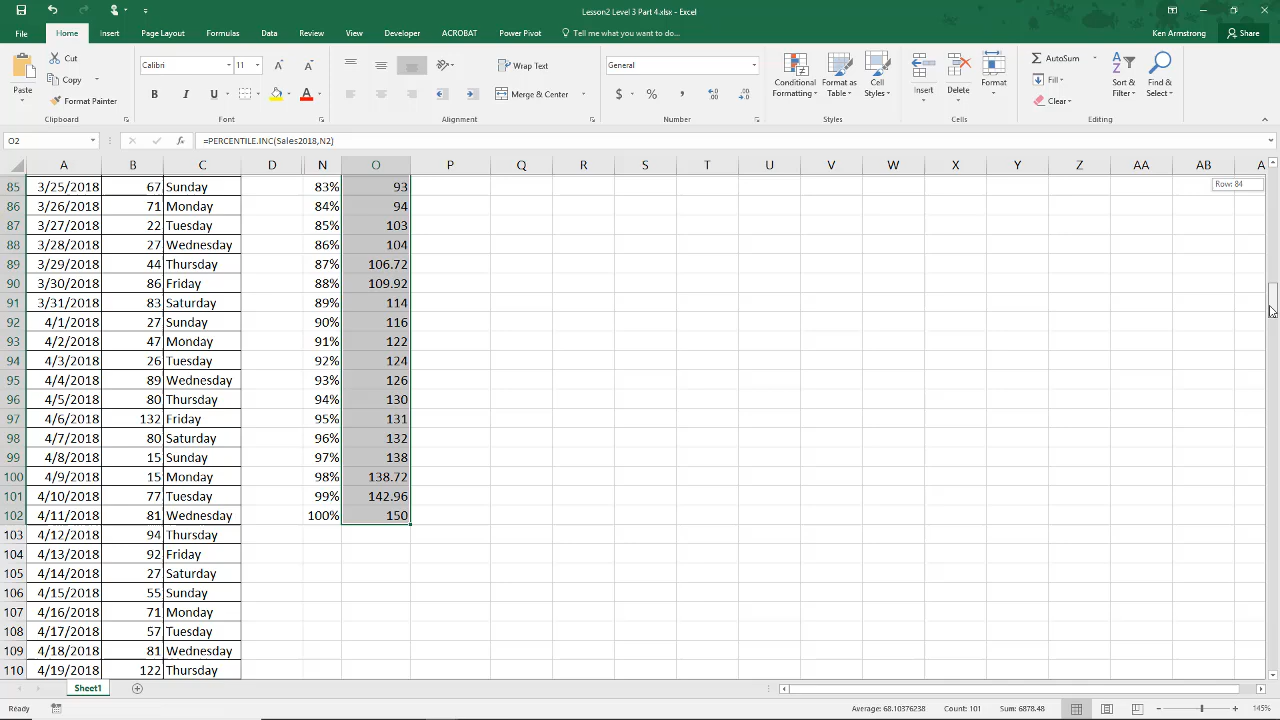 Lesson2 Level 3 Part 4.xlsx - Excel
File Home Insert Page Layout Formulas Data Review View Developer ACROBAT Power Pivot Tell me what you want to do... Ken Armstrong Share
Paste Cut Copy Format Painter Clipboard
Calibri 11 A A B I U A Font
ab Wrap Text Merge & Center Alignment
General $ % , .00 .0 Number
Conditional Formatting Format as Table Cell Styles Styles
Insert Delete Format Cells
AutoSum Fill Clear Sort & Filter Find & Select Editing
O2 fx =PERCENTILE.INC(Sales2018,N2)
A B C D N O P Q R S T U V W X Y Z AA AB A
85 3/25/2018 67 Sunday 83% 93 Row: 84
86 3/26/2018 71 Monday 84% 94
87 3/27/2018 22 Tuesday 85% 103
88 3/28/2018 27 Wednesday 86% 104
89 3/29/2018 44 Thursday 87% 106.72
90 3/30/2018 86 Friday 88% 109.92
91 3/31/2018 83 Saturday 89% 114
92 4/1/2018 27 Sunday 90% 116
93 4/2/2018 47 Monday 91% 122
94 4/3/2018 26 Tuesday 92% 124
95 4/4/2018 89 Wednesday 93% 126
96 4/5/2018 80 Thursday 94% 130
97 4/6/2018 132 Friday 95% 131
98 4/7/2018 80 Saturday 96% 132
99 4/8/2018 15 Sunday 97% 138
100 4/9/2018 15 Monday 98% 138.72
101 4/10/2018 77 Tuesday 99% 142.96
102 4/11/2018 81 Wednesday 100% 150
103 4/12/2018 94 Thursday
104 4/13/2018 92 Friday
105 4/14/2018 27 Saturday
106 4/15/2018 55 Sunday
107 4/16/2018 71 Monday
108 4/17/2018 57 Tuesday
109 4/18/2018 81 Wednesday
110 4/19/2018 122 Thursday
Sheet1
Ready Average: 68.10376238 Count: 101 Sum: 6878.48 145%